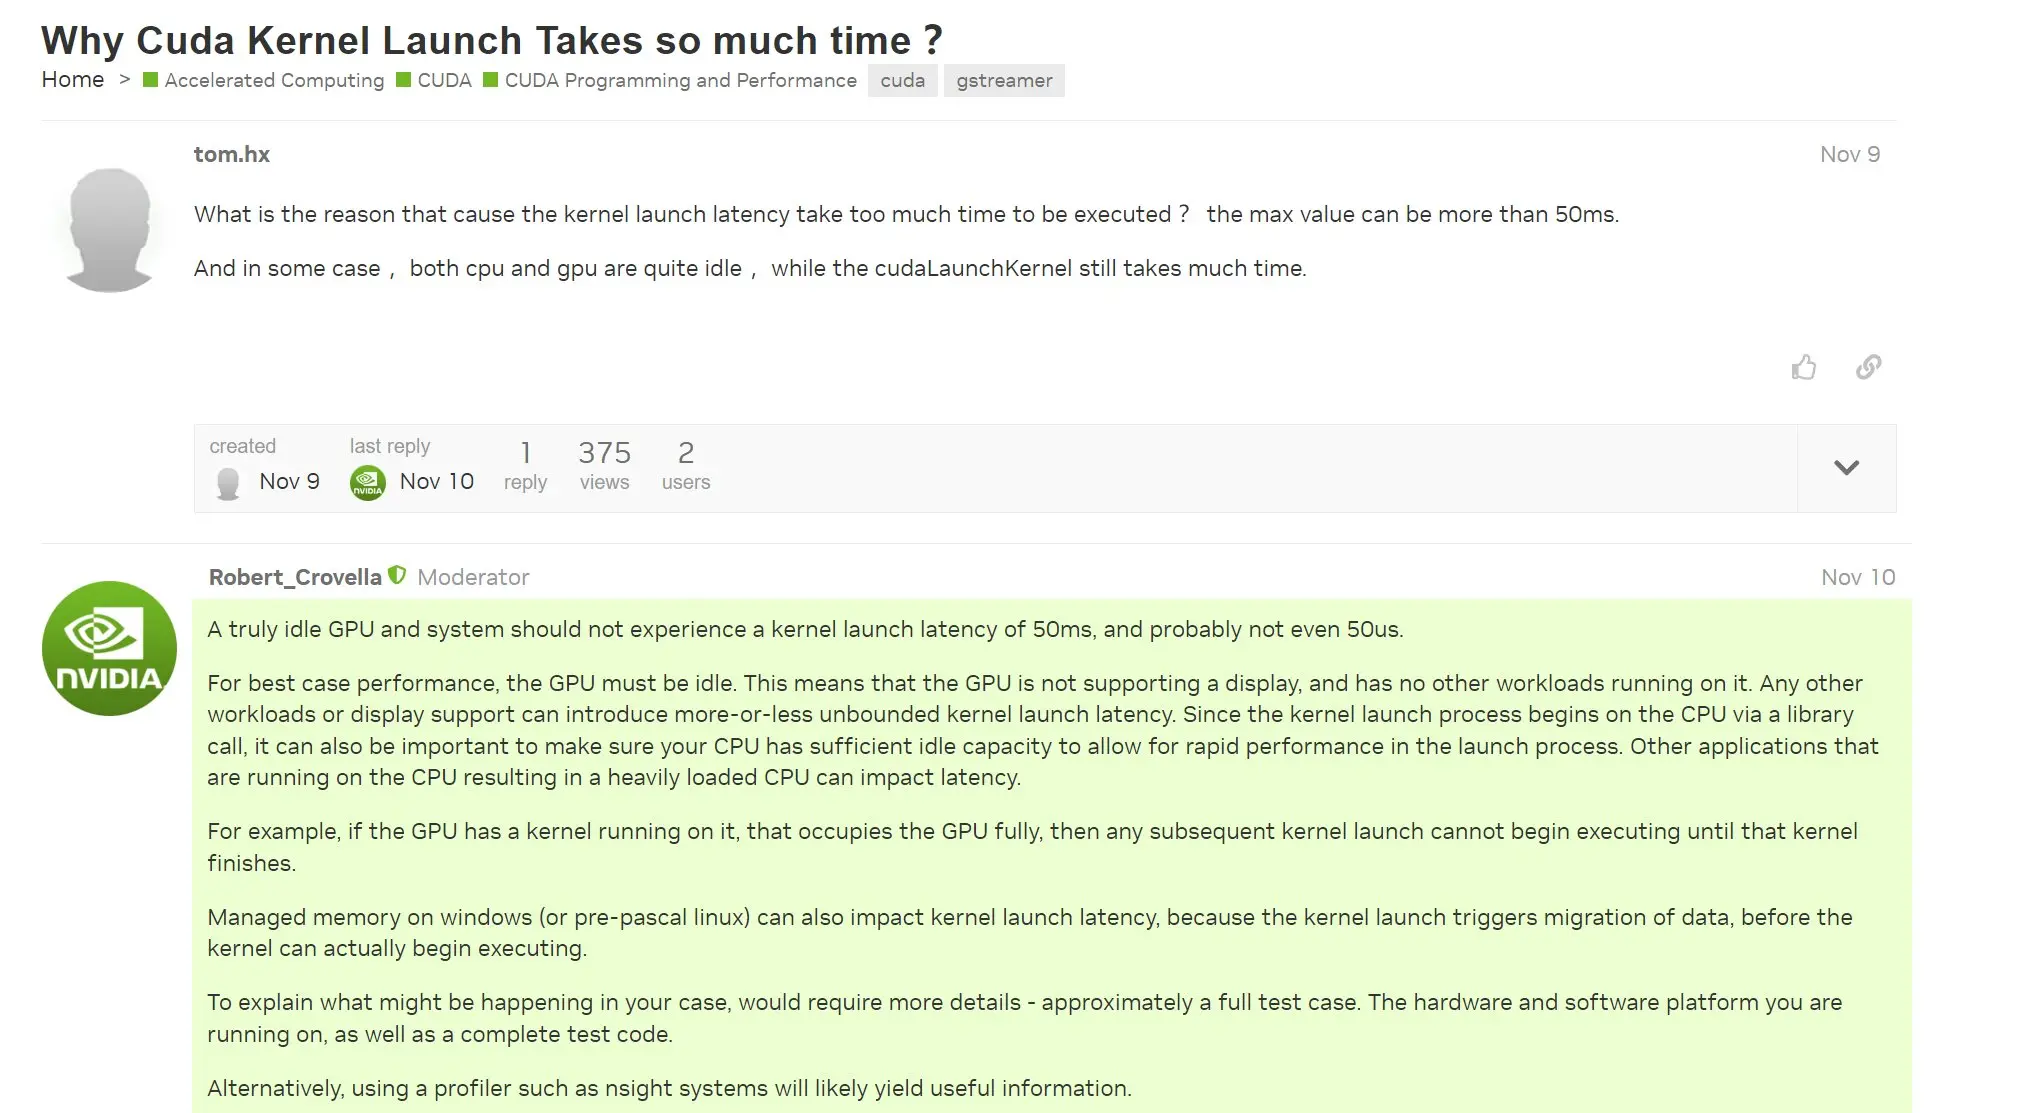 Why Cuda Kernel Launch Takes so much time ?
Home > Accelerated Computing CUDA CUDA Programming and Performance cuda gstreamer
tom.hx Nov 9
What is the reason that cause the kernel launch latency take too much time to be executed？ the max value can be more than 50ms.
And in some case， both cpu and gpu are quite idle， while the cudaLaunchKernel still takes much time.
created last reply 1 375 2
Nov 9 NVIDIA Nov 10 reply views users
Robert_Crovella Moderator Nov 10
NVIDIA
A truly idle GPU and system should not experience a kernel launch latency of 50ms, and probably not even 50us.
For best case performance, the GPU must be idle. This means that the GPU is not supporting a display, and has no other workloads running on it. Any other
workloads or display support can introduce more-or-less unbounded kernel launch latency. Since the kernel launch process begins on the CPU via a library
call, it can also be important to make sure your CPU has sufficient idle capacity to allow for rapid performance in the launch process. Other applications that
are running on the CPU resulting in a heavily loaded CPU can impact latency.
For example, if the GPU has a kernel running on it, that occupies the GPU fully, then any subsequent kernel launch cannot begin executing until that kernel
finishes.
Managed memory on windows (or pre-pascal linux) can also impact kernel launch latency, because the kernel launch triggers migration of data, before the
kernel can actually begin executing.
To explain what might be happening in your case, would require more details - approximately a full test case. The hardware and software platform you are
running on, as well as a complete test code.
Alternatively, using a profiler such as nsight systems will likely yield useful information.